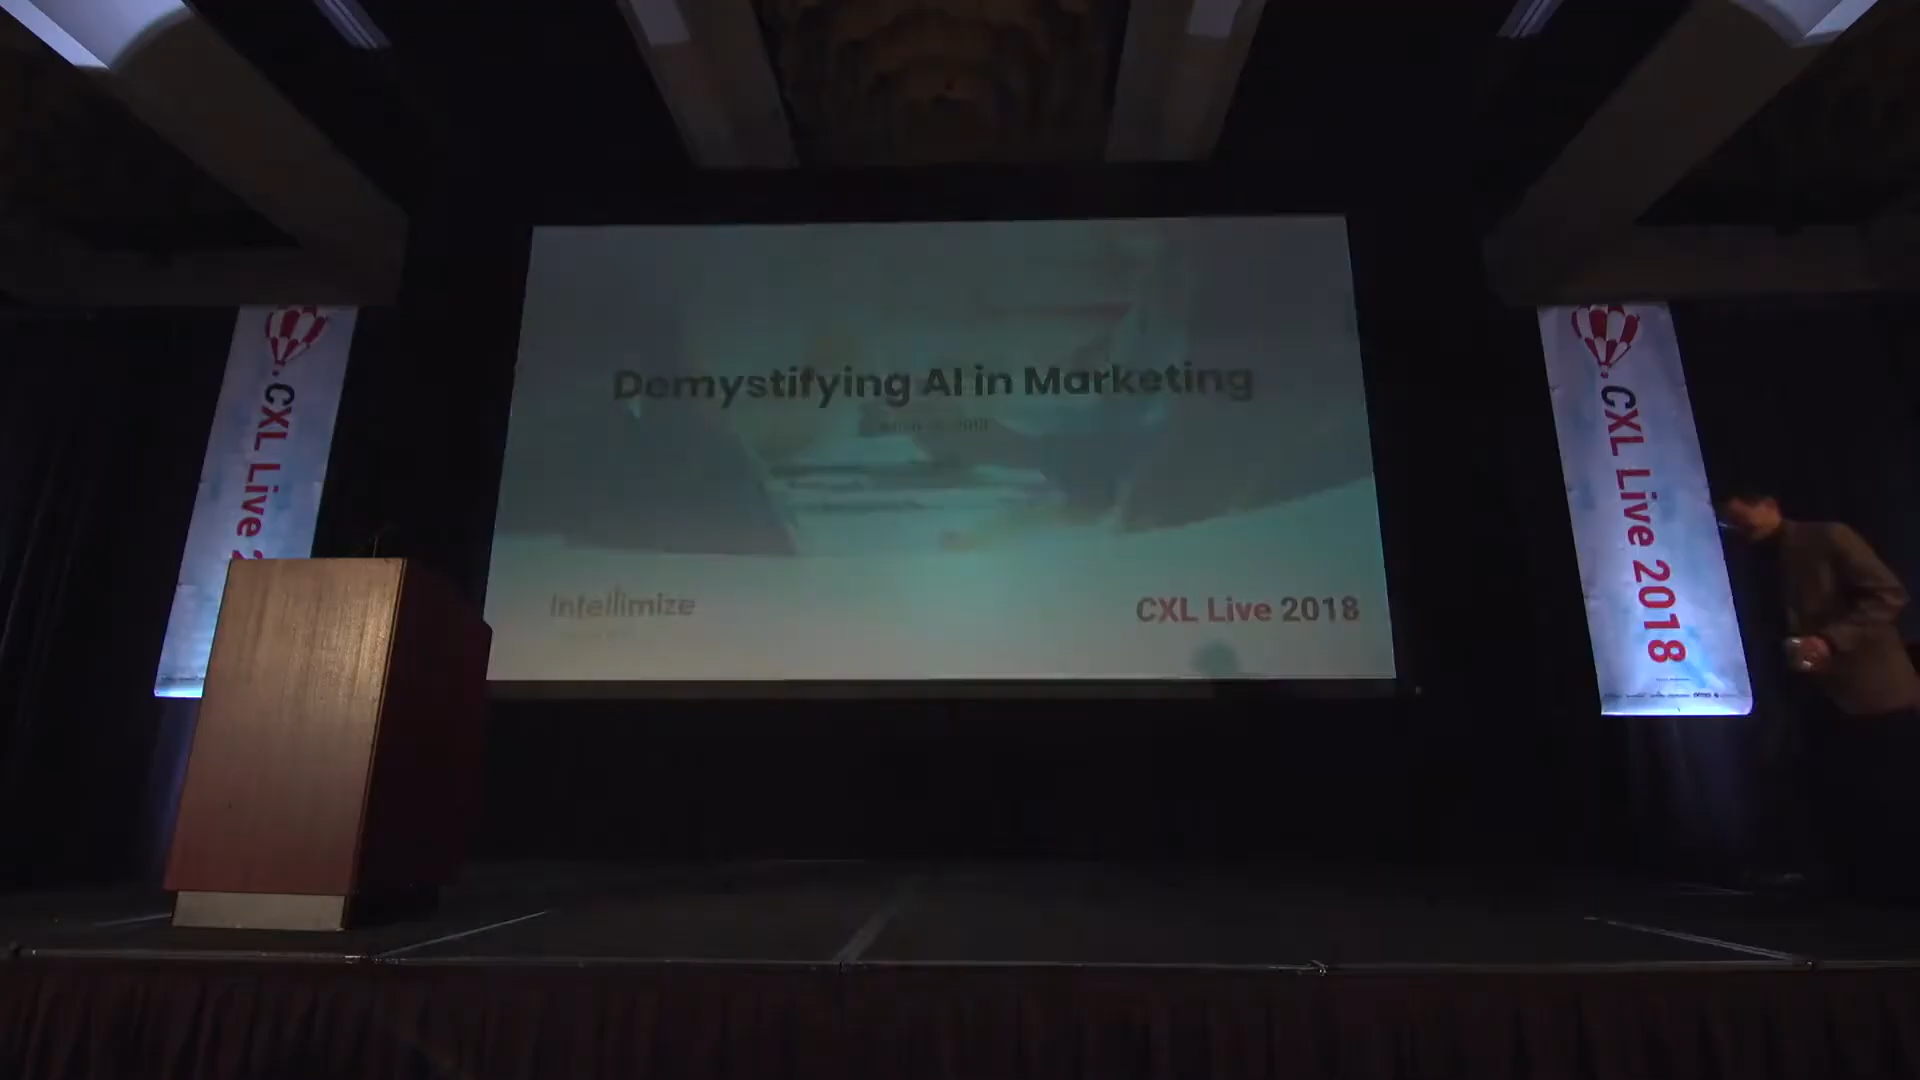 Demystifying AI in Marketing
Intellimize
CXL Live 2018
CXL Live 2
CXL Live 2018